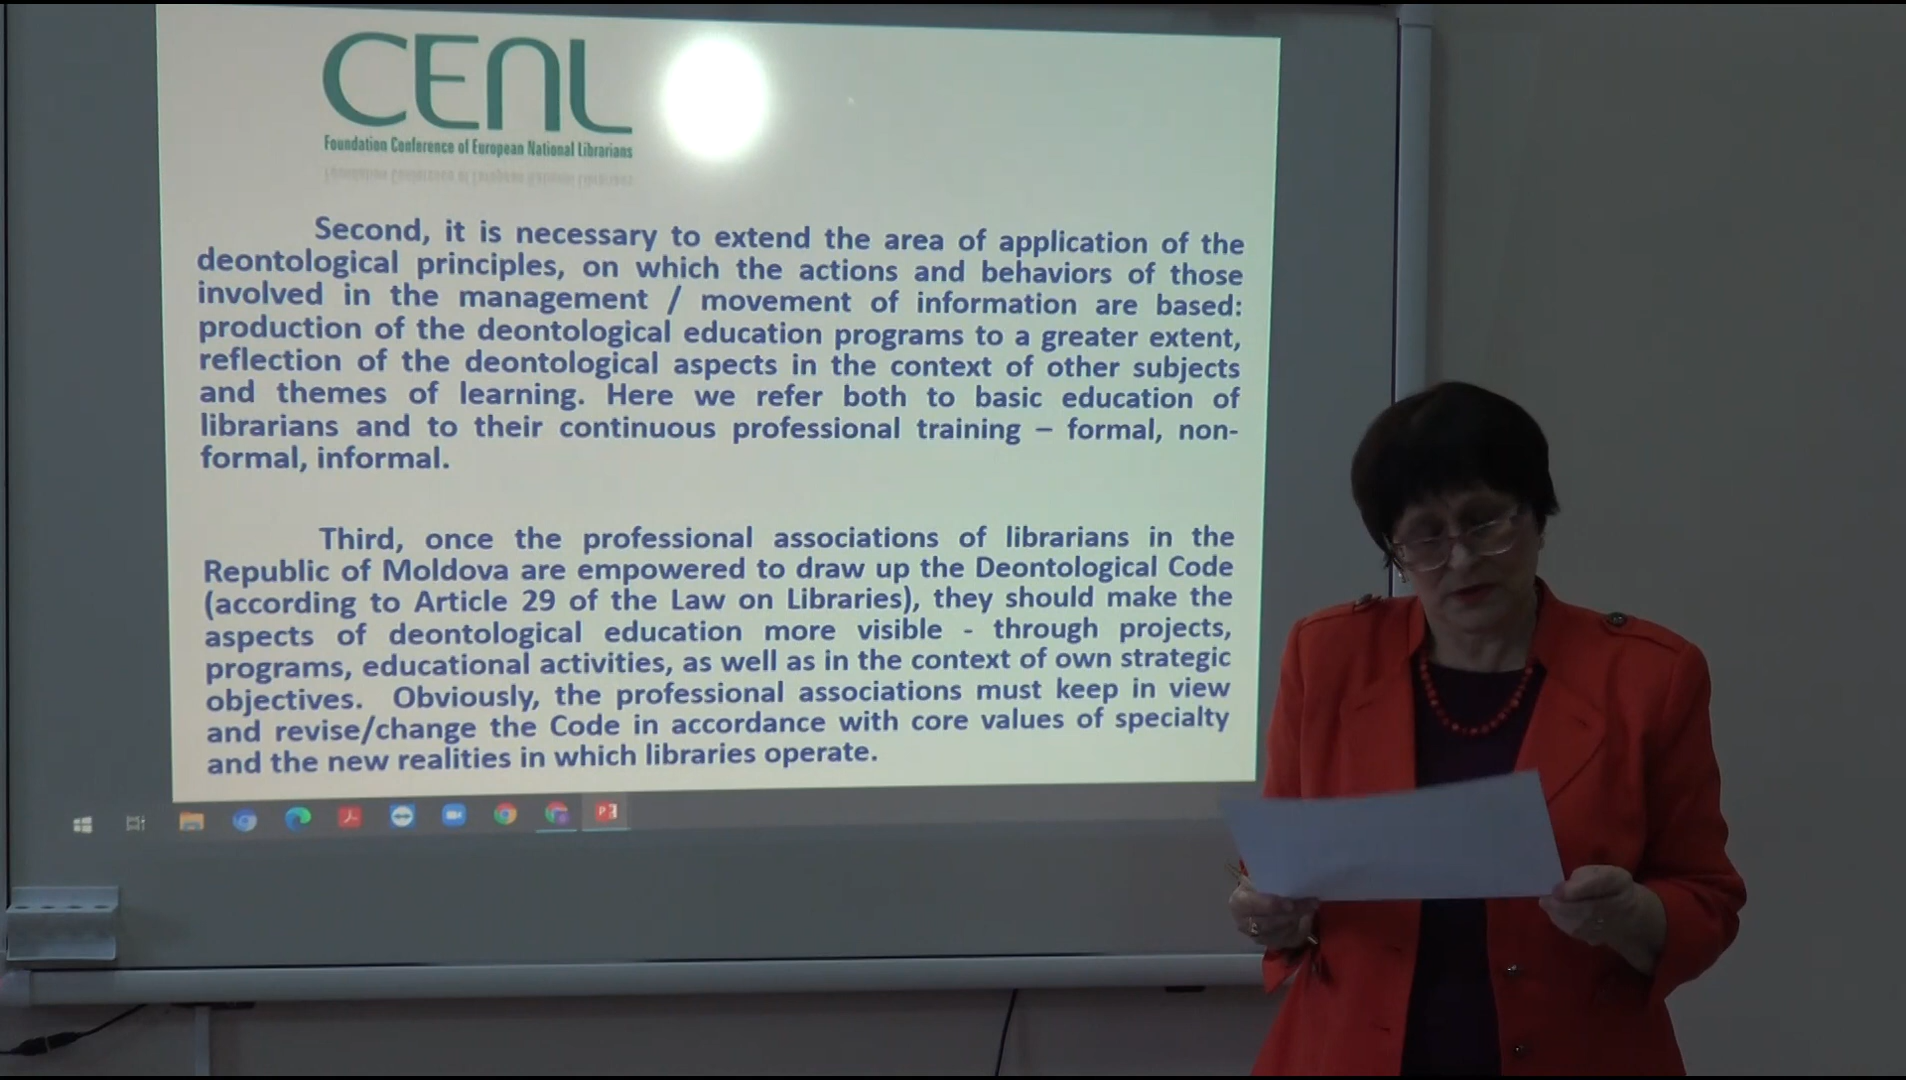 CENL
Foundation Conference of European National Librarians
Second, it is necessary to extend the area of application of the
deontological principles, on which the actions and behaviors of those
involved in the management / movement of information are based:
production of the deontological education programs to a greater extent,
reflection of the deontological aspects in the context of other subjects
and themes of learning. Here we refer both to basic education of
librarians and to their continuous professional training – formal, non-
formal, informal.
Third, once the professional associations of librarians in the
Republic of Moldova are empowered to draw up the Deontological Code
(according to Article 29 of the Law on Libraries), they should make the
aspects of deontological education more visible - through projects,
programs, educational activities, as well as in the context of own strategic
objectives. Obviously, the professional associations must keep in view
and revise/change the Code in accordance with core values of specialty
and the new realities in which libraries operate.